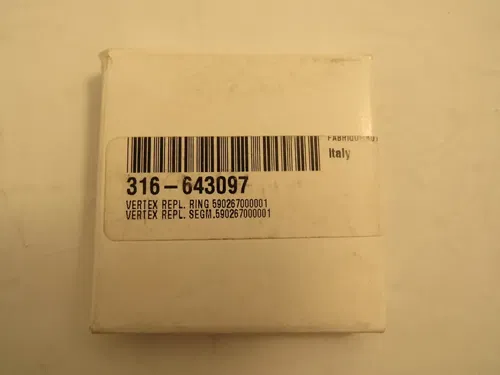 Italy
316-643097
VERTEX REPL. RING 590267000001
VERTEX REPL. SEGM.590267000001